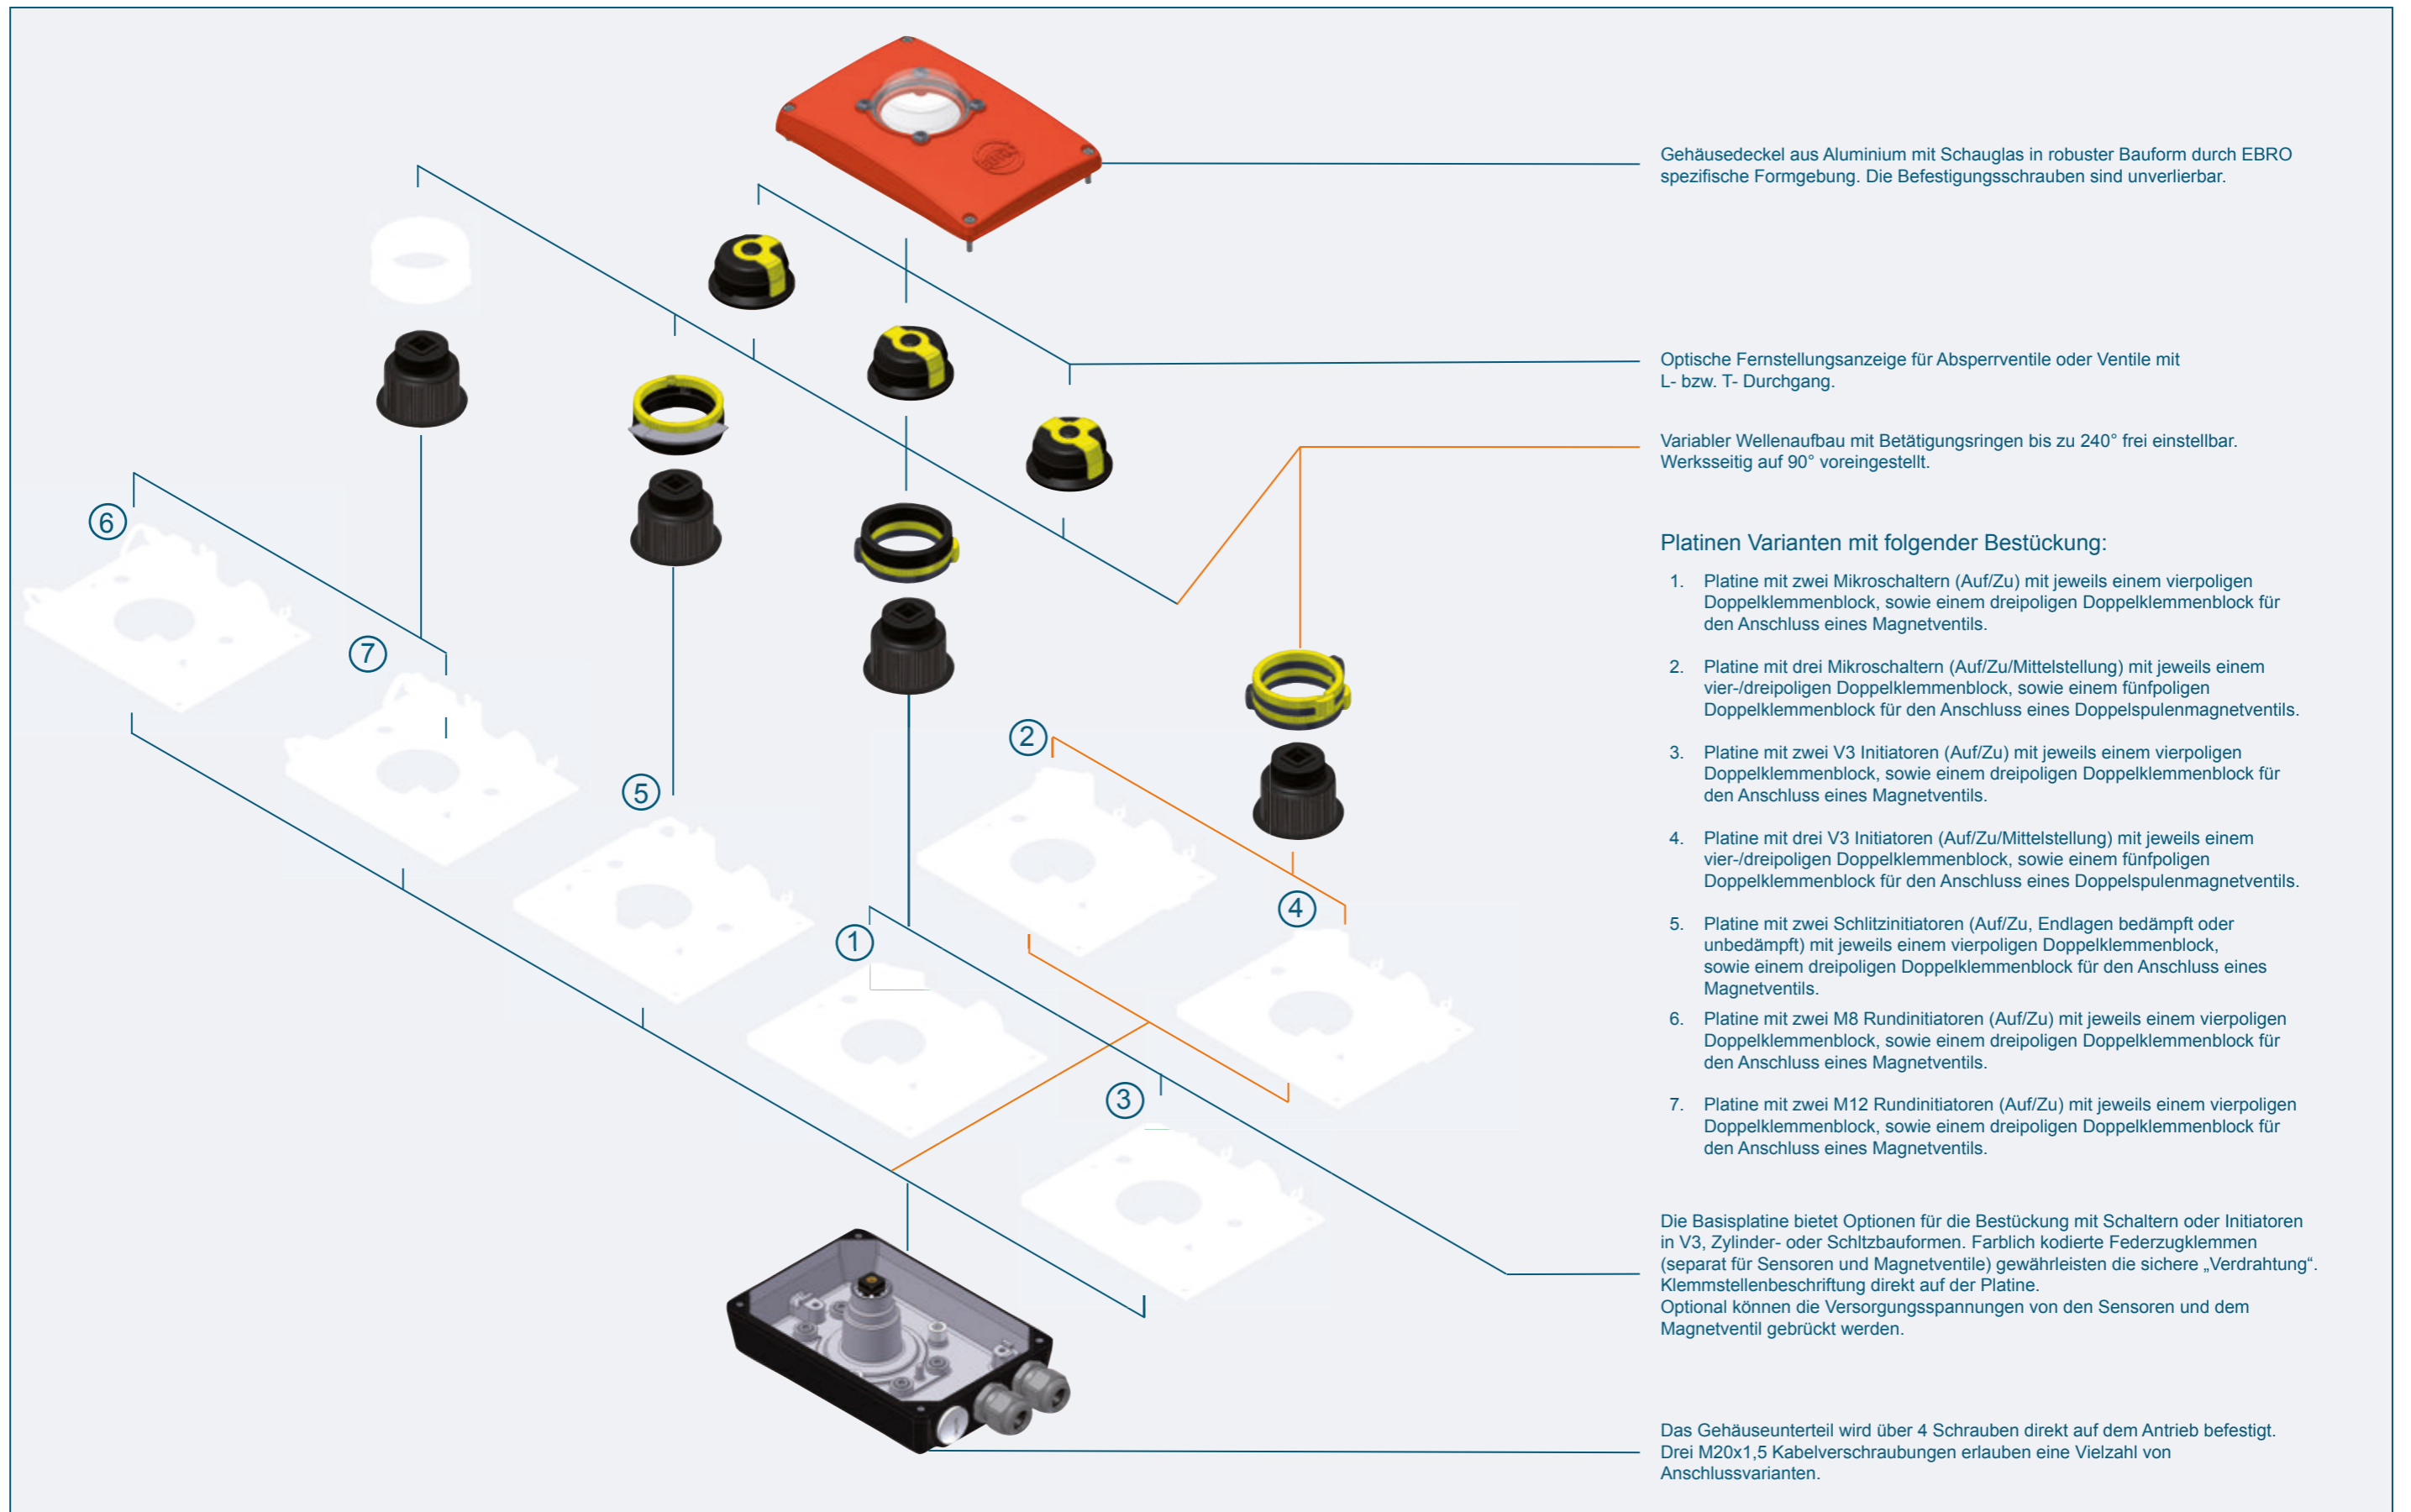 Gehäusedeckel aus Aluminium mit Schauglas in robuster Bauform durch EBRO
spezifische Formgebung. Die Befestigungsschrauben sind unverlierbar.
Optische Fernstellungsanzeige für Absperrventile oder Ventile mit
L- bzw. T- Durchgang.
Variabler Wellenaufbau mit Betätigungsringen bis zu 240° frei einstellbar.
Werksseitig auf 90° voreingestellt.
Platinen Varianten mit folgender Bestückung:
1. Platine mit zwei Mikroschaltern (Auf/Zu) mit jeweils einem vierpoligen
Doppelklemmenblock, sowie einem dreipoligen Doppelklemmenblock für
den Anschluss eines Magnetventils.
2. Platine mit drei Mikroschaltern (Auf/Zu/Mittelstellung) mit jeweils einem
vier-/dreipoligen Doppelklemmenblock, sowie einem fünfpoligen
Doppelklemmenblock für den Anschluss eines Doppelspulenmagnetventils.
3. Platine mit zwei V3 Initiatoren (Auf/Zu) mit jeweils einem vierpoligen
Doppelklemmenblock, sowie einem dreipoligen Doppelklemmenblock für
den Anschluss eines Magnetventils.
4. Platine mit drei V3 Initiatoren (Auf/Zu/Mittelstellung) mit jeweils einem
vier-/dreipoligen Doppelklemmenblock, sowie einem fünfpoligen
Doppelklemmenblock für den Anschluss eines Doppelspulenmagnetventils.
5. Platine mit zwei Schlitzinitiatoren (Auf/Zu, Endlagen bedämpft oder
unbedämpft) mit jeweils einem vierpoligen Doppelklemmenblock,
sowie einem dreipoligen Doppelklemmenblock für den Anschluss eines
Magnetventils.
6. Platine mit zwei M8 Rundinitiatoren (Auf/Zu) mit jeweils einem vierpoligen
Doppelklemmenblock, sowie einem dreipoligen Doppelklemmenblock für
den Anschluss eines Magnetventils.
7. Platine mit zwei M12 Rundinitiatoren (Auf/Zu) mit jeweils einem vierpoligen
Doppelklemmenblock, sowie einem dreipoligen Doppelklemmenblock für
den Anschluss eines Magnetventils.
Die Basisplatine bietet Optionen für die Bestückung mit Schaltern oder Initiatoren
in V3, Zylinder- oder Schltzbauformen. Farblich kodierte Federzugklemmen
(separat für Sensoren und Magnetventile) gewährleisten die sichere „Verdrahtung“.
Klemmstellenbeschriftung direkt auf der Platine.
Optional können die Versorgungsspannungen von den Sensoren und dem
Magnetventil gebrückt werden.
Das Gehäuseunterteil wird über 4 Schrauben direkt auf dem Antrieb befestigt.
Drei M20x1,5 Kabelverschraubungen erlauben eine Vielzahl von
Anschlussvarianten.
6
7
5
2
4
1
3